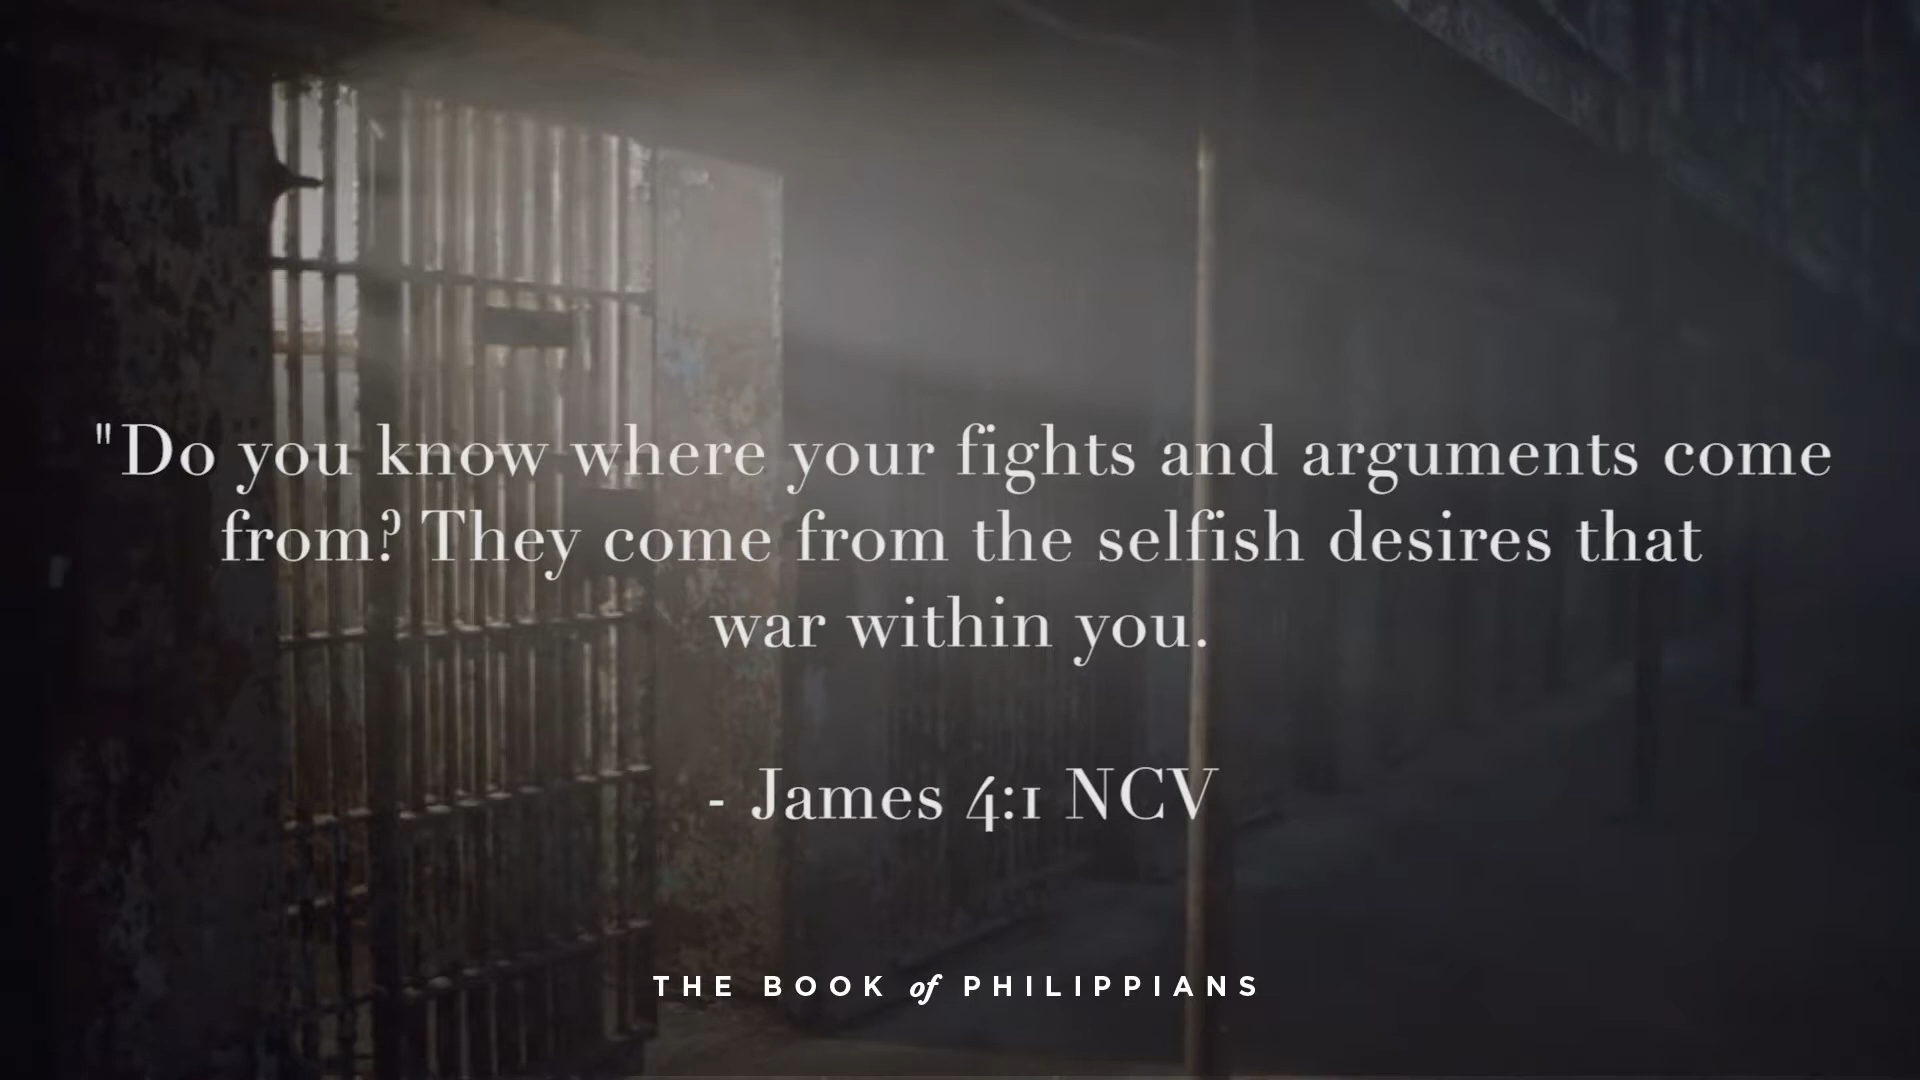 "Do you know where your fights and arguments come
from? They come from the selfish desires that
war within you.
- James 4:1 NCV
THE BOOK of PHILIPPIANS